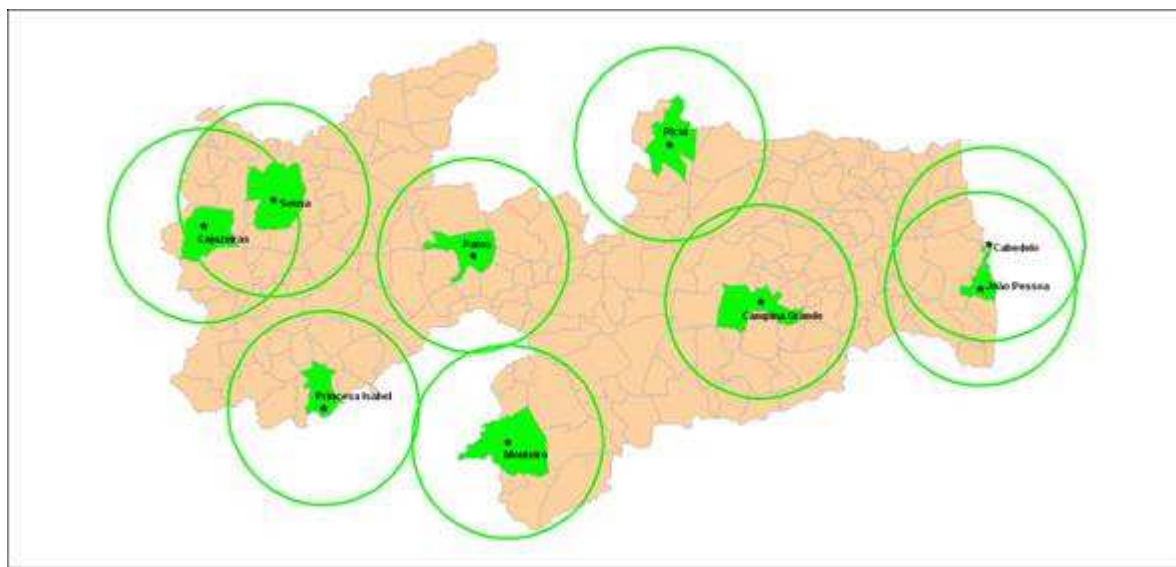 Picuí
Sousa
Cajazeiras
Patos
Cabedelo
João Pessoa
Campina Grande
Princesa Isabel
Monteiro